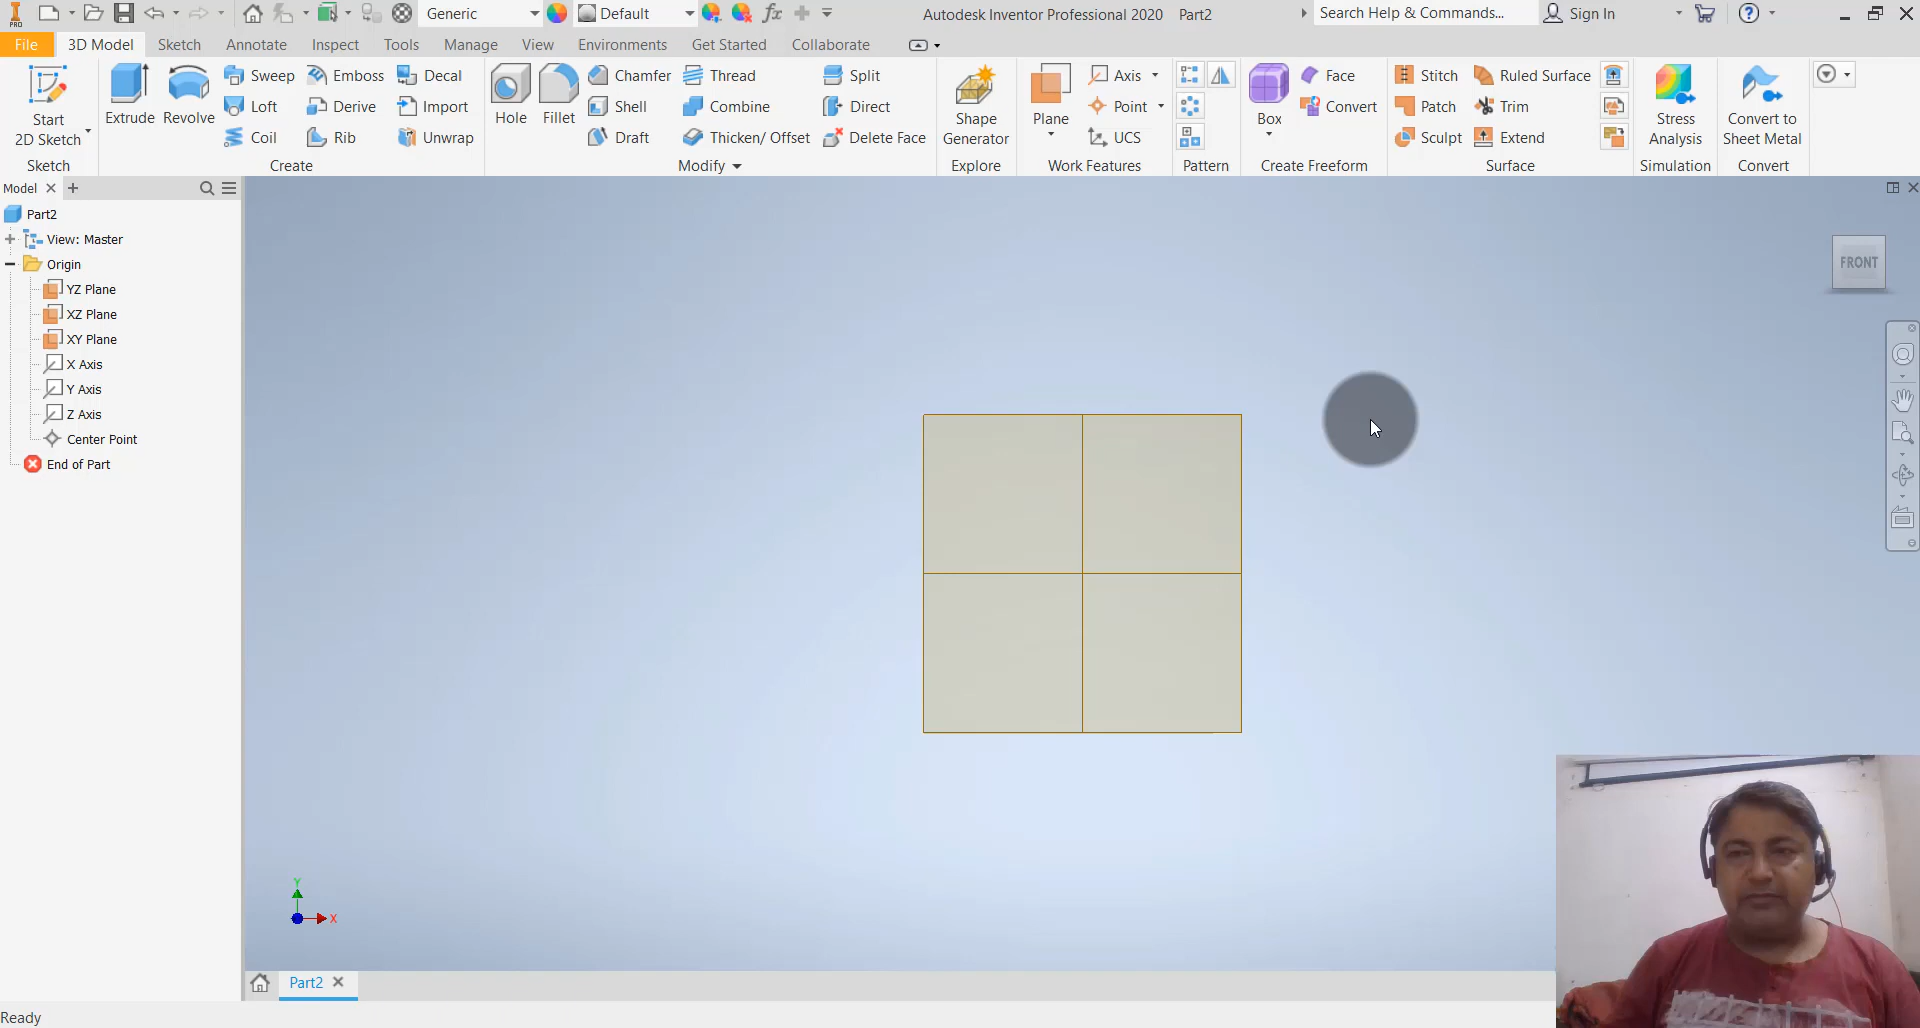 PRO
Generic
Default
fx
Autodesk Inventor Professional 2020 Part2
Search Help & Commands...
Sign In
?
File
3D Model
Sketch
Annotate
Inspect
Tools
Manage
View
Environments
Get Started
Collaborate
Start
2D Sketch
Sketch
Extrude
Revolve
Sweep
Emboss
Decal
Loft
Derive
Import
Coil
Rib
Unwrap
Create
Hole
Fillet
Chamfer
Thread
Split
Shell
Combine
Direct
Draft
Thicken/ Offset
Delete Face
Modify
Shape
Generator
Explore
Plane
Axis
Point
UCS
Work Features
Pattern
Box
Face
Convert
Create Freeform
Stitch
Ruled Surface
Patch
Trim
Sculpt
Extend
Surface
Stress
Analysis
Simulation
Convert to
Sheet Metal
Convert
Model
Part2
View: Master
Origin
YZ Plane
XZ Plane
XY Plane
X Axis
Y Axis
Z Axis
Center Point
End of Part
FRONT
Y
X
Part2
Ready